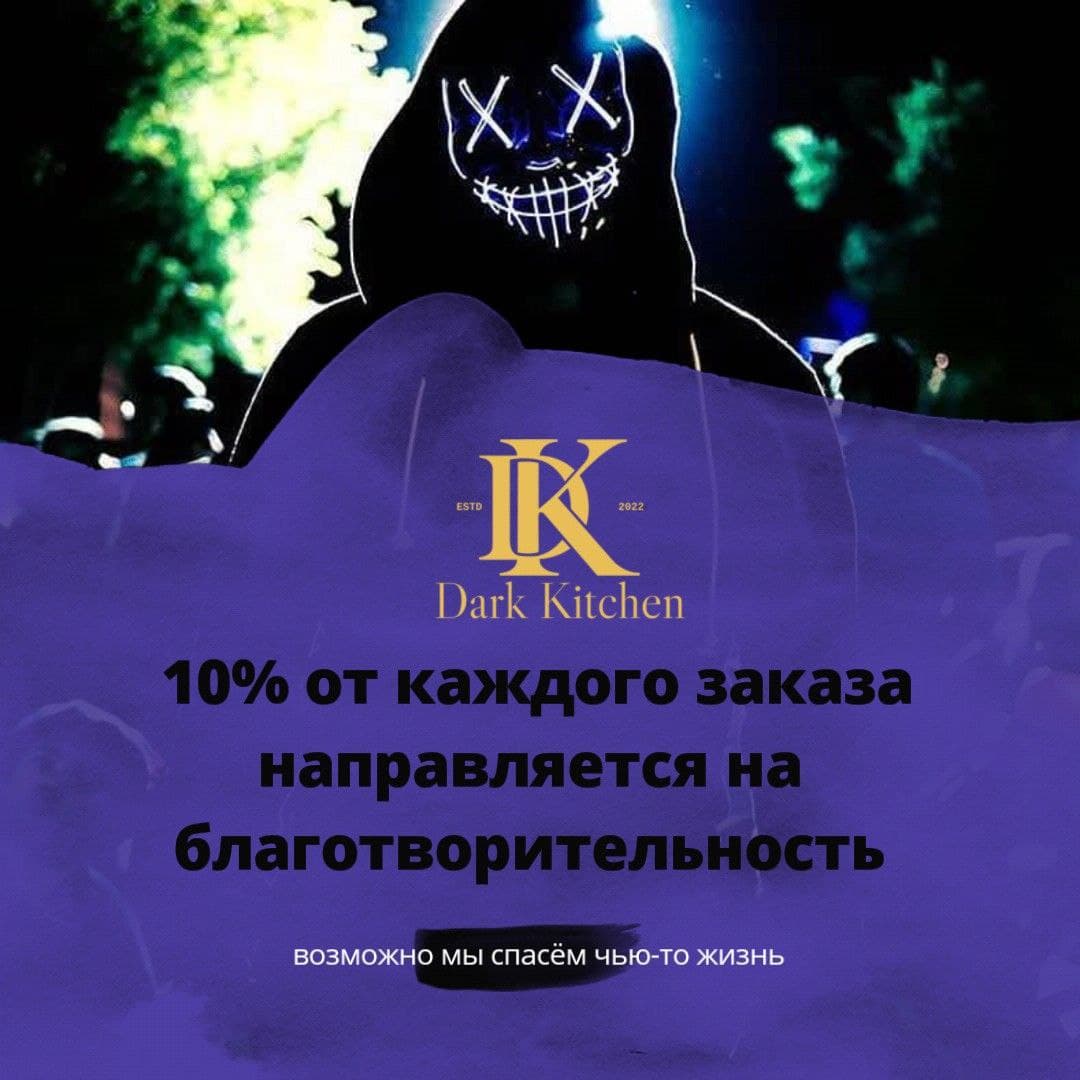 ESTD DK 2022
Dark Kitchen
10% от каждого заказа
направляется на
благотворительность
возможно мы спасём чью-то жизнь